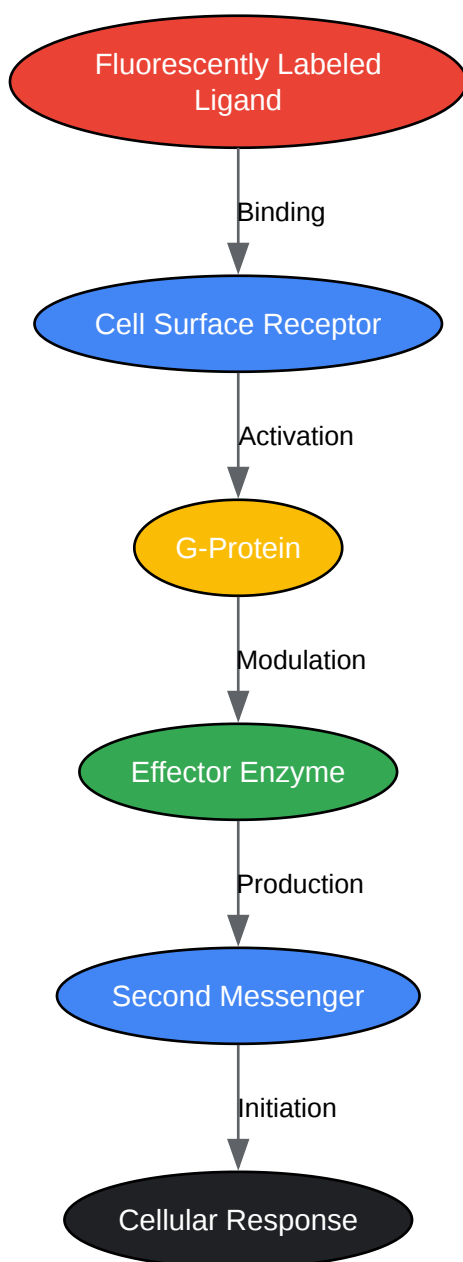 Fluorescently Labeled
Ligand
Binding
Cell Surface Receptor
Activation
G-Protein
Modulation
Effector Enzyme
Production
Second Messenger
Initiation
Cellular Response